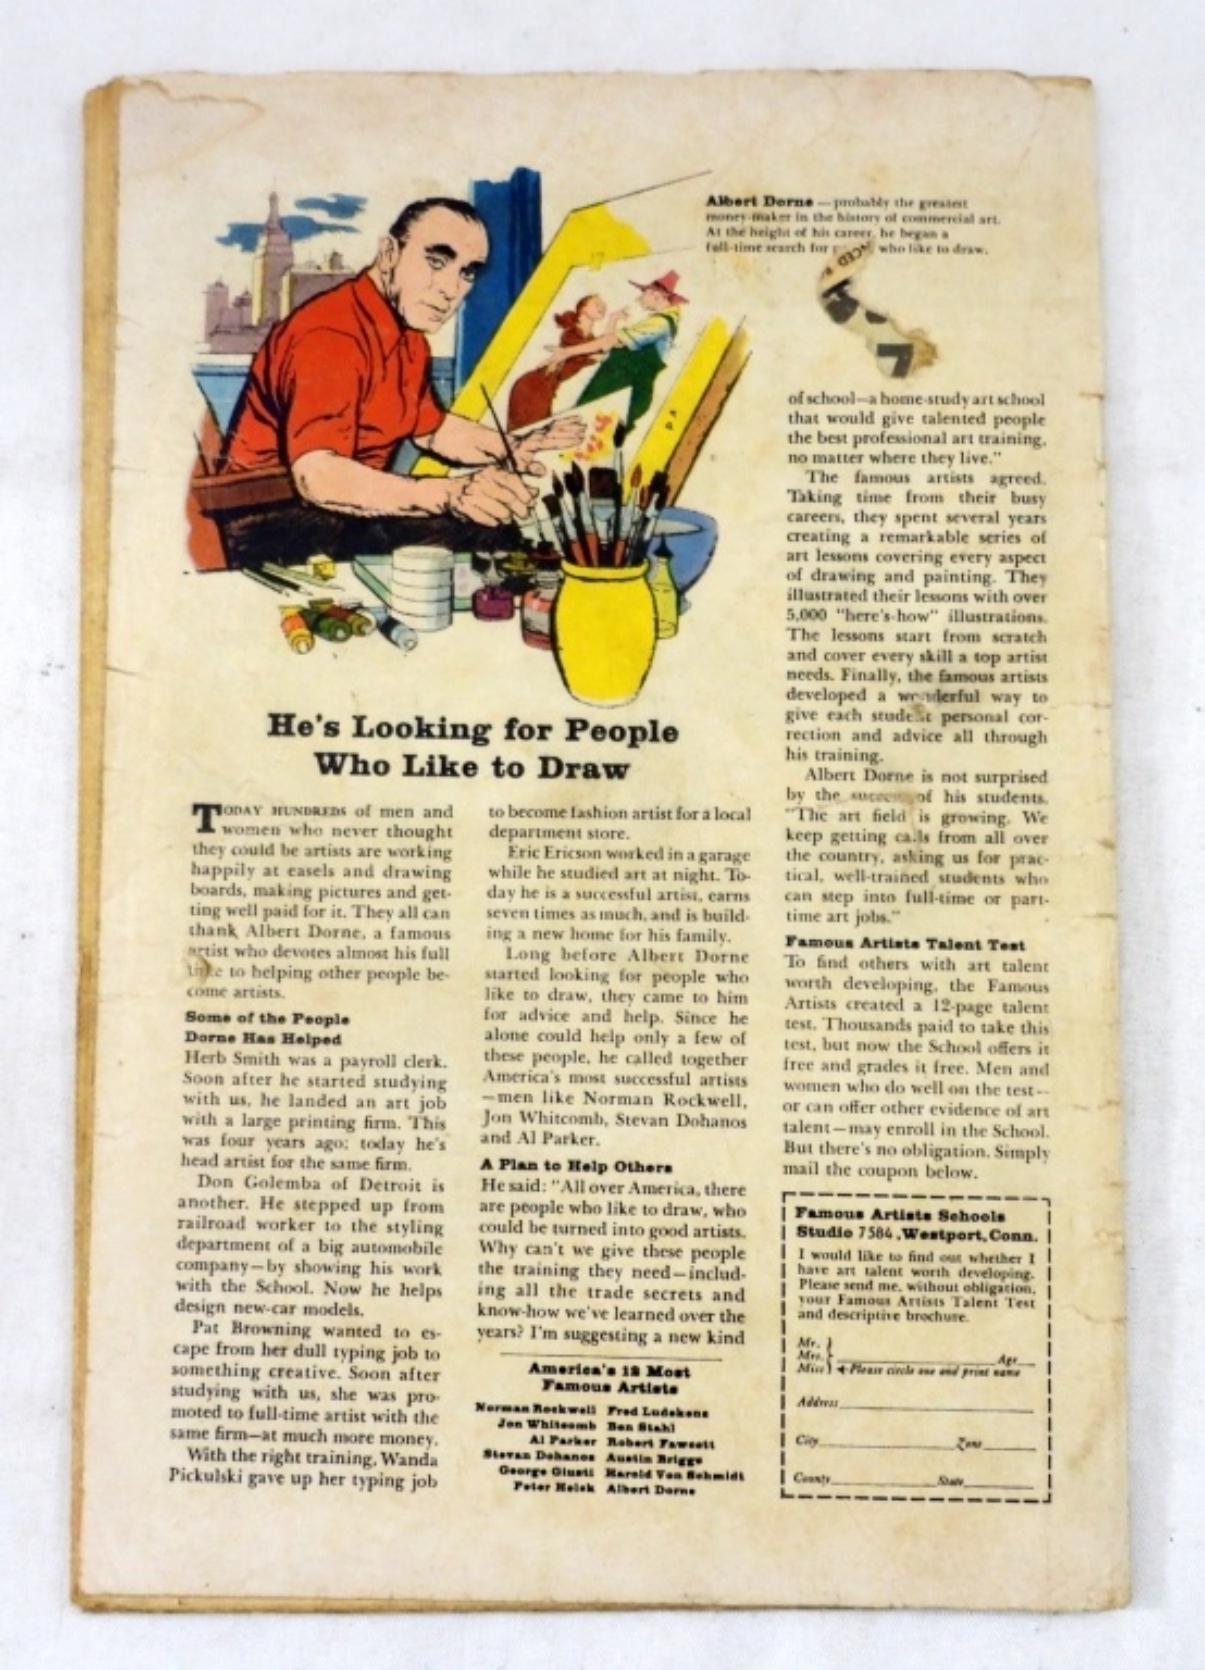 Albert Dorne — probably the greatest
money-maker in the history of commercial art.
At the height of his career, he began a
full-time search for who like to draw.
He's Looking for People
Who Like to Draw
TODAY HUNDREDS of men and
women who never thought
they could be artists are working
happily at easels and drawing
boards, making pictures and get-
ting well paid for it. They all can
thank Albert Dorne, a famous
artist who devotes almost his full
time to helping other people be-
come artists.
Some of the People
Dorne Has Helped
Herb Smith was a payroll clerk.
Soon after he started studying
with us, he landed an art job
with a large printing firm. This
was four years ago; today he's
head artist for the same firm.
Don Golemba of Detroit is
another. He stepped up from
railroad worker to the styling
department of a big automobile
company—by showing his work
with the School. Now he helps
design new-car models.
Pat Browning wanted to es-
cape from her dull typing job to
something creative. Soon after
studying with us, she was pro-
moted to full-time artist with the
same firm—at much more money.
With the right training, Wanda
Pickulski gave up her typing job
to become fashion artist for a local
department store.
Eric Ericson worked in a garage
while he studied art at night. To-
day he is a successful artist, earns
seven times as much, and is build-
ing a new home for his family.
Long before Albert Dorne
started looking for people who
like to draw, they came to him
for advice and help. Since he
alone could help only a few of
these people, he called together
America's most successful artists
—men like Norman Rockwell,
Jon Whitcomb, Stevan Dohanos
and Al Parker.
A Plan to Help Others
He said: "All over America, there
are people who like to draw, who
could be turned into good artists.
Why can't we give these people
the training they need—includ-
ing all the trade secrets and
know-how we've learned over the
years? I'm suggesting a new kind
America's 12 Most
Famous Artists
Norman Rockwell Fred Ludekens
Jon Whitcomb Ben Stahl
Al Parker Robert Fawcett
Stevan Dohanos Austin Briggs
George Giusti Harold Von Schmidt
Peter Helck Albert Dorne
7
of school—a home-study art school
that would give talented people
the best professional art training,
no matter where they live."
The famous artists agreed.
Taking time from their busy
careers, they spent several years
creating a remarkable series of
art lessons covering every aspect
of drawing and painting. They
illustrated their lessons with over
5,000 "here's-how" illustrations.
The lessons start from scratch
and cover every skill a top artist
needs. Finally, the famous artists
developed a wonderful way to
give each student personal cor-
rection and advice all through
his training.
Albert Dorne is not surprised
by the success of his students.
"The art field is growing. We
keep getting calls from all over
the country, asking us for prac-
tical, well-trained students who
can step into full-time or part-
time art jobs."
Famous Artists Talent Test
To find others with art talent
worth developing, the Famous
Artists created a 12-page talent
test. Thousands paid to take this
test, but now the School offers it
free and grades it free. Men and
women who do well on the test—
or can offer other evidence of art
talent—may enroll in the School.
But there's no obligation. Simply
mail the coupon below.
Famous Artists Schools
Studio 7584, Westport, Conn.
I would like to find out whether I
have art talent worth developing.
Please send me, without obligation,
your Famous Artists Talent Test
and descriptive brochure.
Mr.
Mrs. Age
Miss Please circle one and print name
Address
City Zone
County State